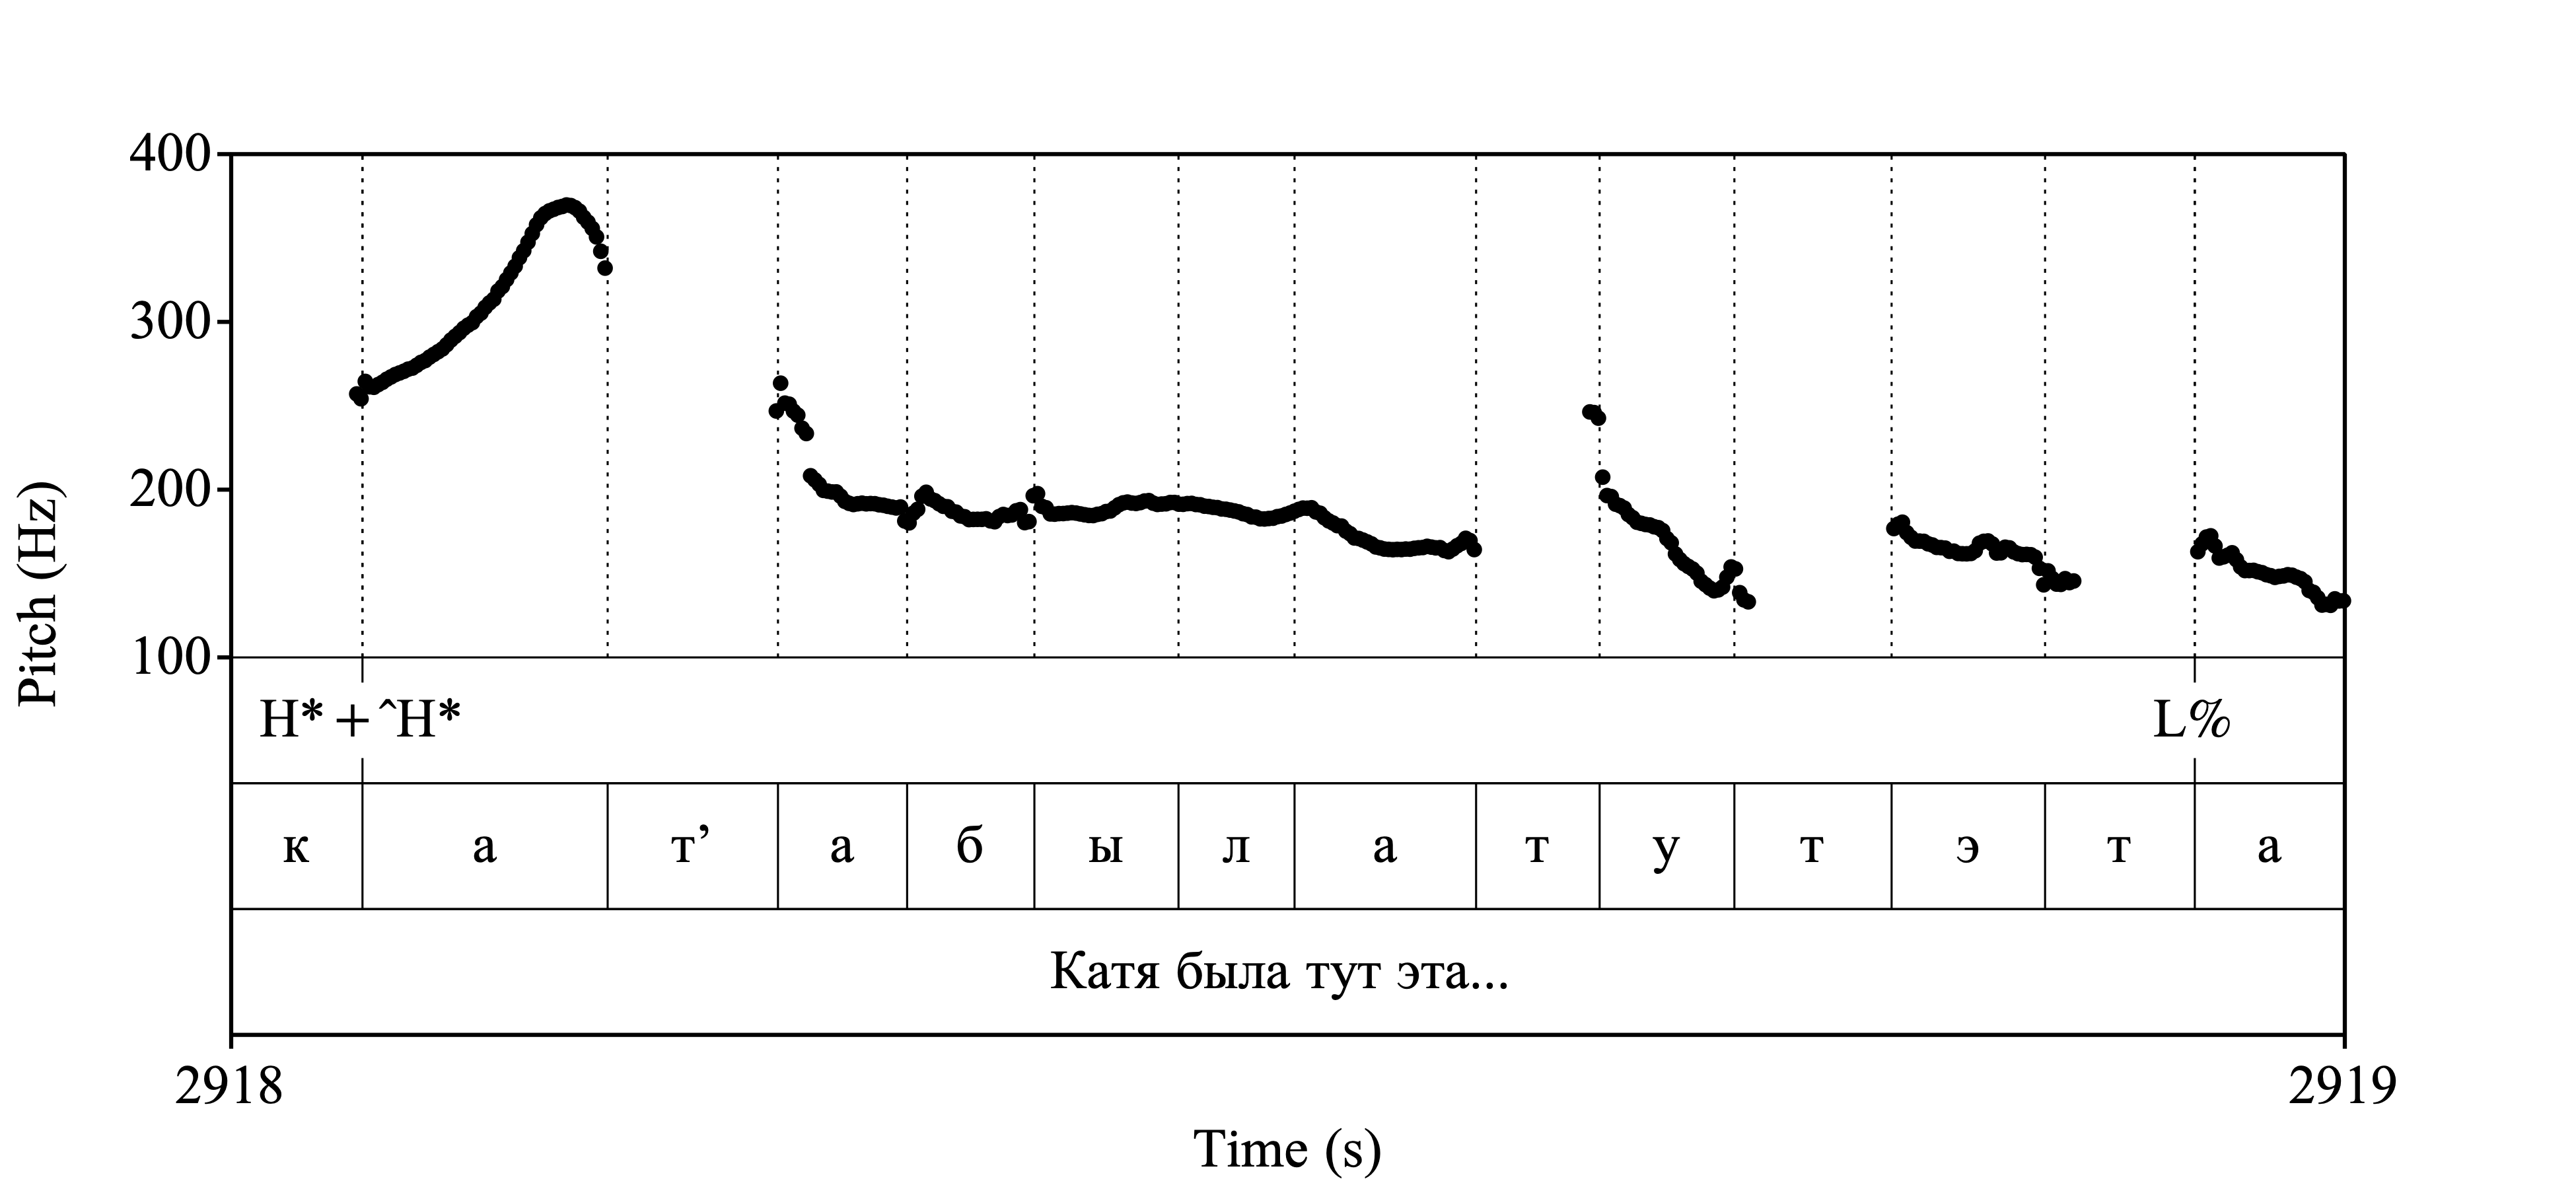 400
300
200
100
Pitch (Hz)
H* + ^H* L%
к а т’ а б ы л а т у т э т а
Катя была тут эта...
2918 2919
Time (s)